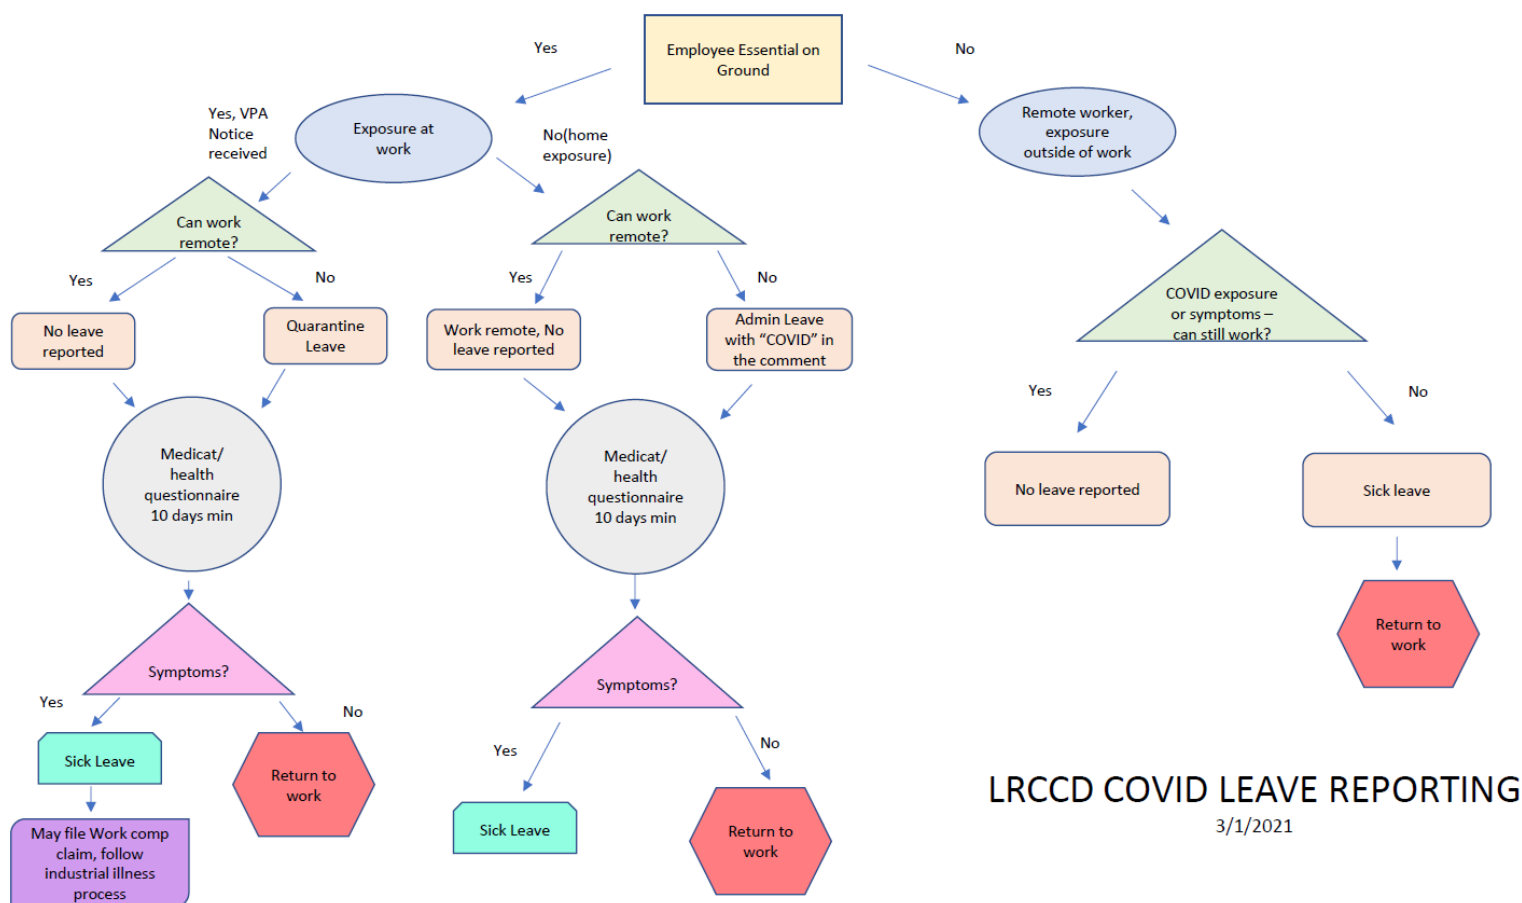 Employee Essential on
Ground
Yes
No
Exposure at
work
Remote worker,
exposure
outside of work
Yes, VPA
Notice
received
No(home
exposure)
Can work
remote?
Can work
remote?
COVID exposure
or symptoms –
can still work?
Yes
No
Yes
No
No leave
reported
Quarantine
Leave
Work remote, No
leave reported
Admin Leave
with “COVID” in
the comment
Yes
No
No leave reported
Sick leave
Return to
work
Medicat/
health
questionnaire
10 days min
Medicat/
health
questionnaire
10 days min
Symptoms?
Symptoms?
Yes
No
Yes
No
Sick Leave
Return to
work
Sick Leave
Return to
work
May file Work comp
claim, follow
industrial illness
process
LRCCD COVID LEAVE REPORTING
3/1/2021